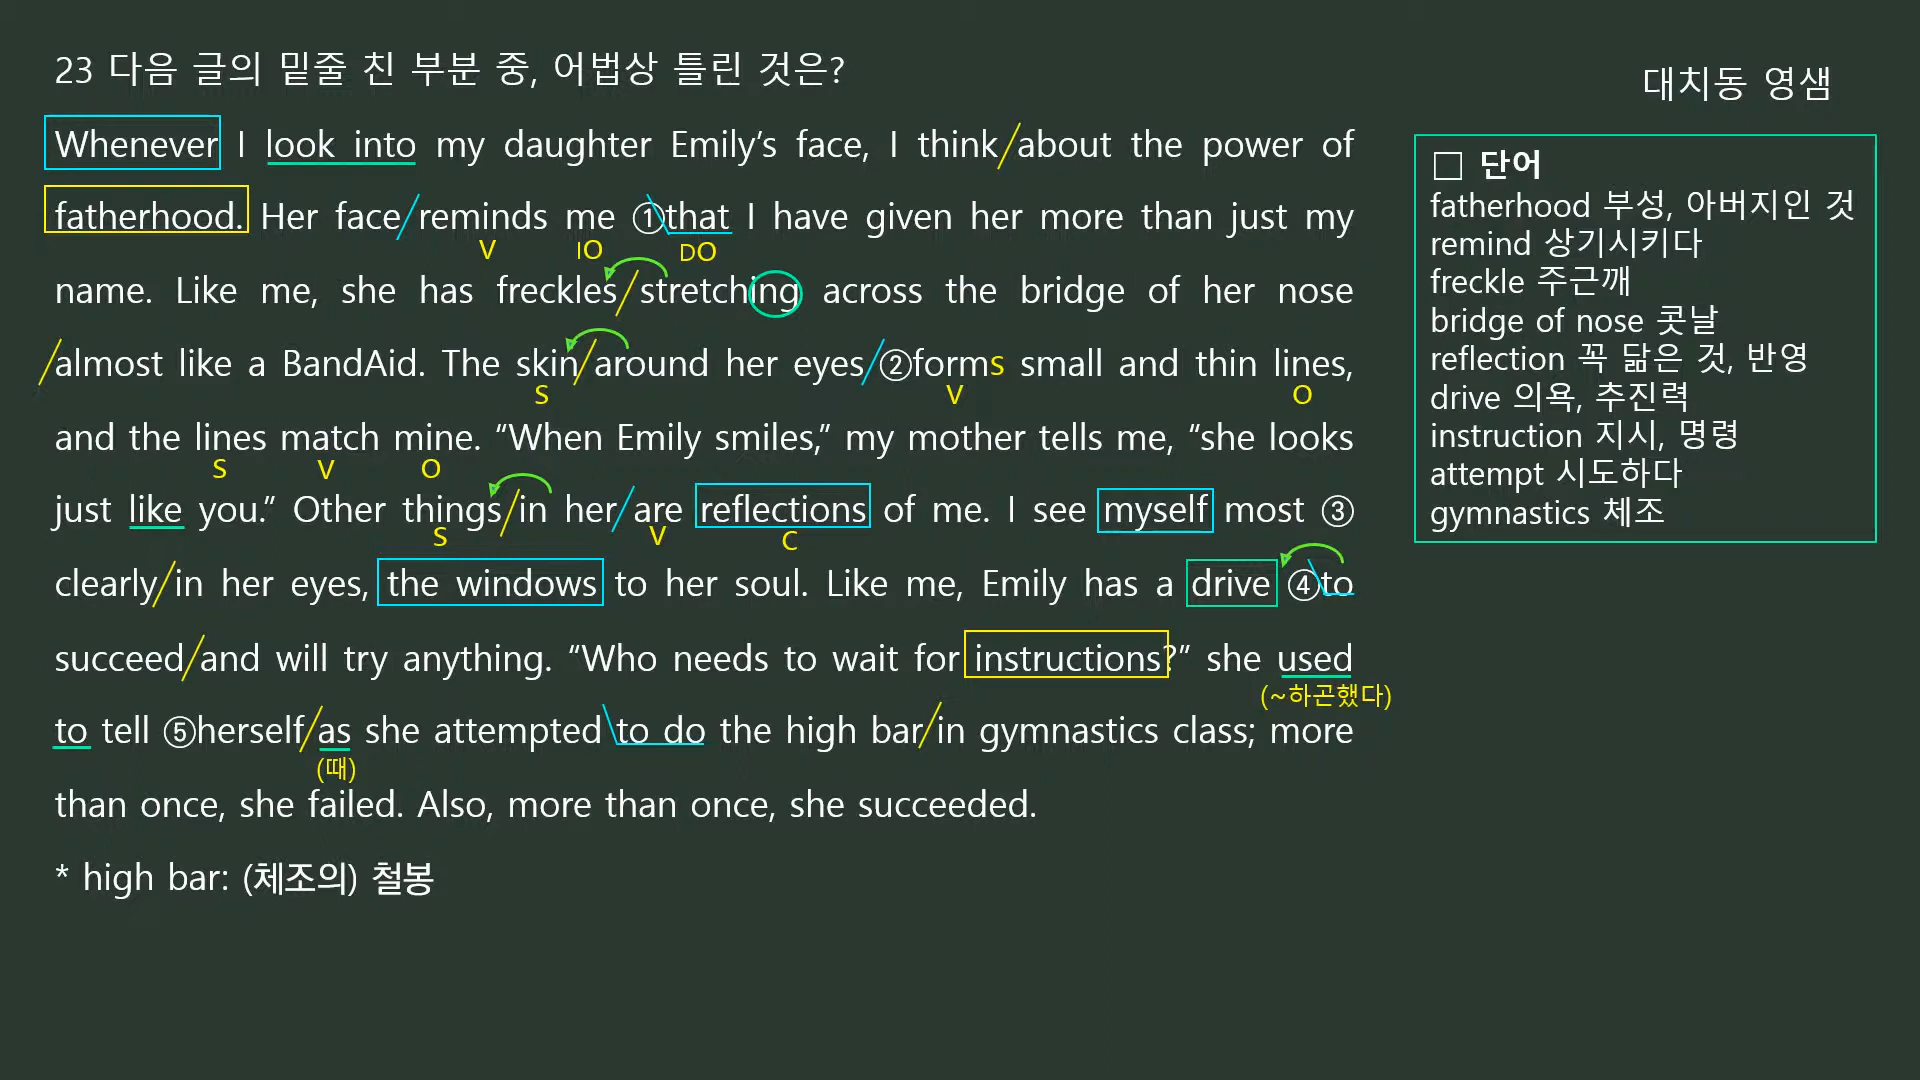 23 다음 글의 밑줄 친 부분 중, 어법상 틀린 것은?
대치동 영샘
Whenever I look into my daughter Emily’s face, I think/about the power of
fatherhood. Her face/reminds me ①that I have given her more than just my
V IO DO
name. Like me, she has freckles/stretching across the bridge of her nose
/almost like a BandAid. The skin/around her eyes/②forms small and thin lines,
S V O
and the lines match mine. “When Emily smiles,” my mother tells me, “she looks
S V O
just like you.” Other things/in her/are reflections of me. I see myself most ③
S V C
clearly/in her eyes, the windows to her soul. Like me, Emily has a drive ④to
succeed/and will try anything. “Who needs to wait for instructions?” she used
(~하곤했다)
to tell ⑤herself/as she attempted to do the high bar/in gymnastics class; more
(때)
than once, she failed. Also, more than once, she succeeded.
* high bar: (체조의) 철봉
□ 단어
fatherhood 부성, 아버지인 것
remind 상기시키다
freckle 주근깨
bridge of nose 콧날
reflection 꼭 닮은 것, 반영
drive 의욕, 추진력
instruction 지시, 명령
attempt 시도하다
gymnastics 체조